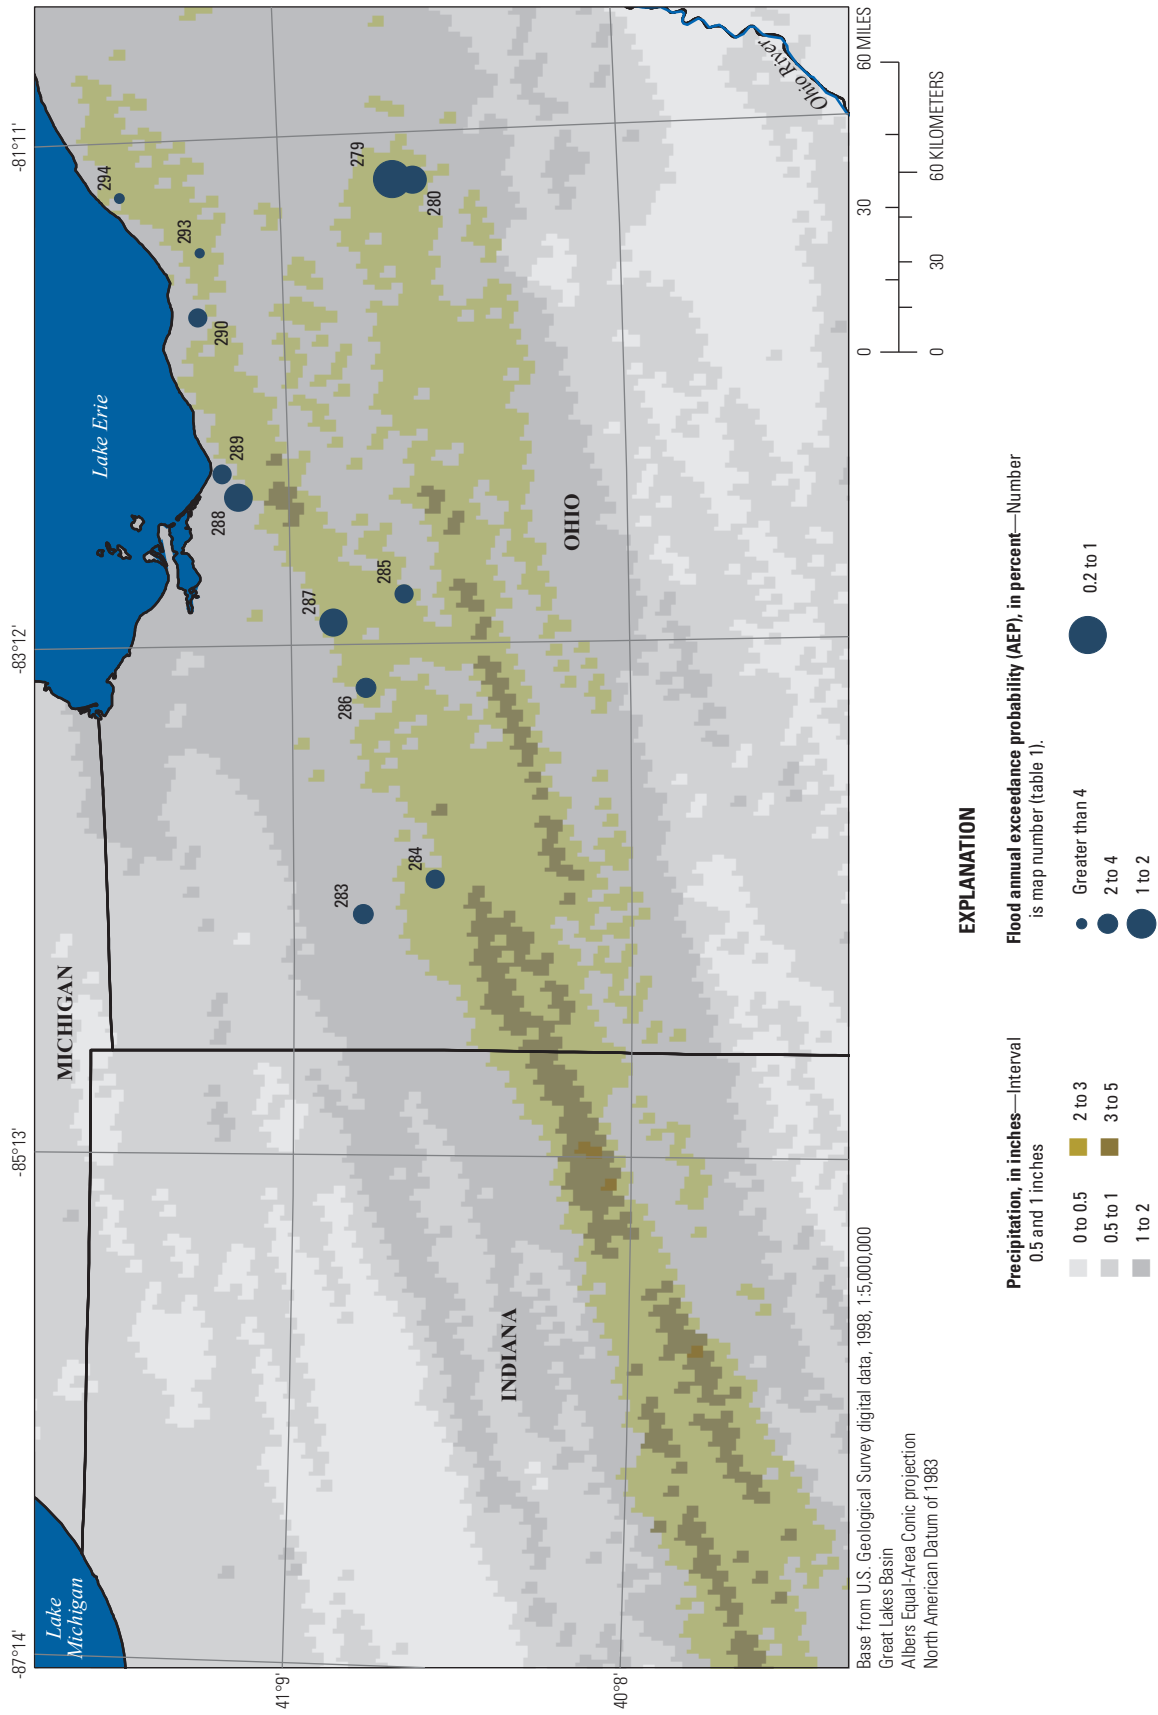 -87°14'
-85°13'
-83°12'
-81°11'
41°9'
40°8'
Lake
Michigan
MICHIGAN
Lake Erie
INDIANA
OHIO
Ohio River
294
293
290
289
288
287
286
285
284
283
279
280
Base from U.S. Geological Survey digital data, 1998, 1:5,000,000
Great Lakes Basin
Albers Equal-Area Conic projection
North American Datum of 1983
0 30 60 MILES
0 30 60 KILOMETERS
EXPLANATION
Precipitation, in inches—Interval
0.5 and 1 inches
0 to 0.5
0.5 to 1
1 to 2
2 to 3
3 to 5
Flood annual exceedance probability (AEP), in percent—Number
is map number (table 1).
Greater than 4
2 to 4
1 to 2
0.2 to 1